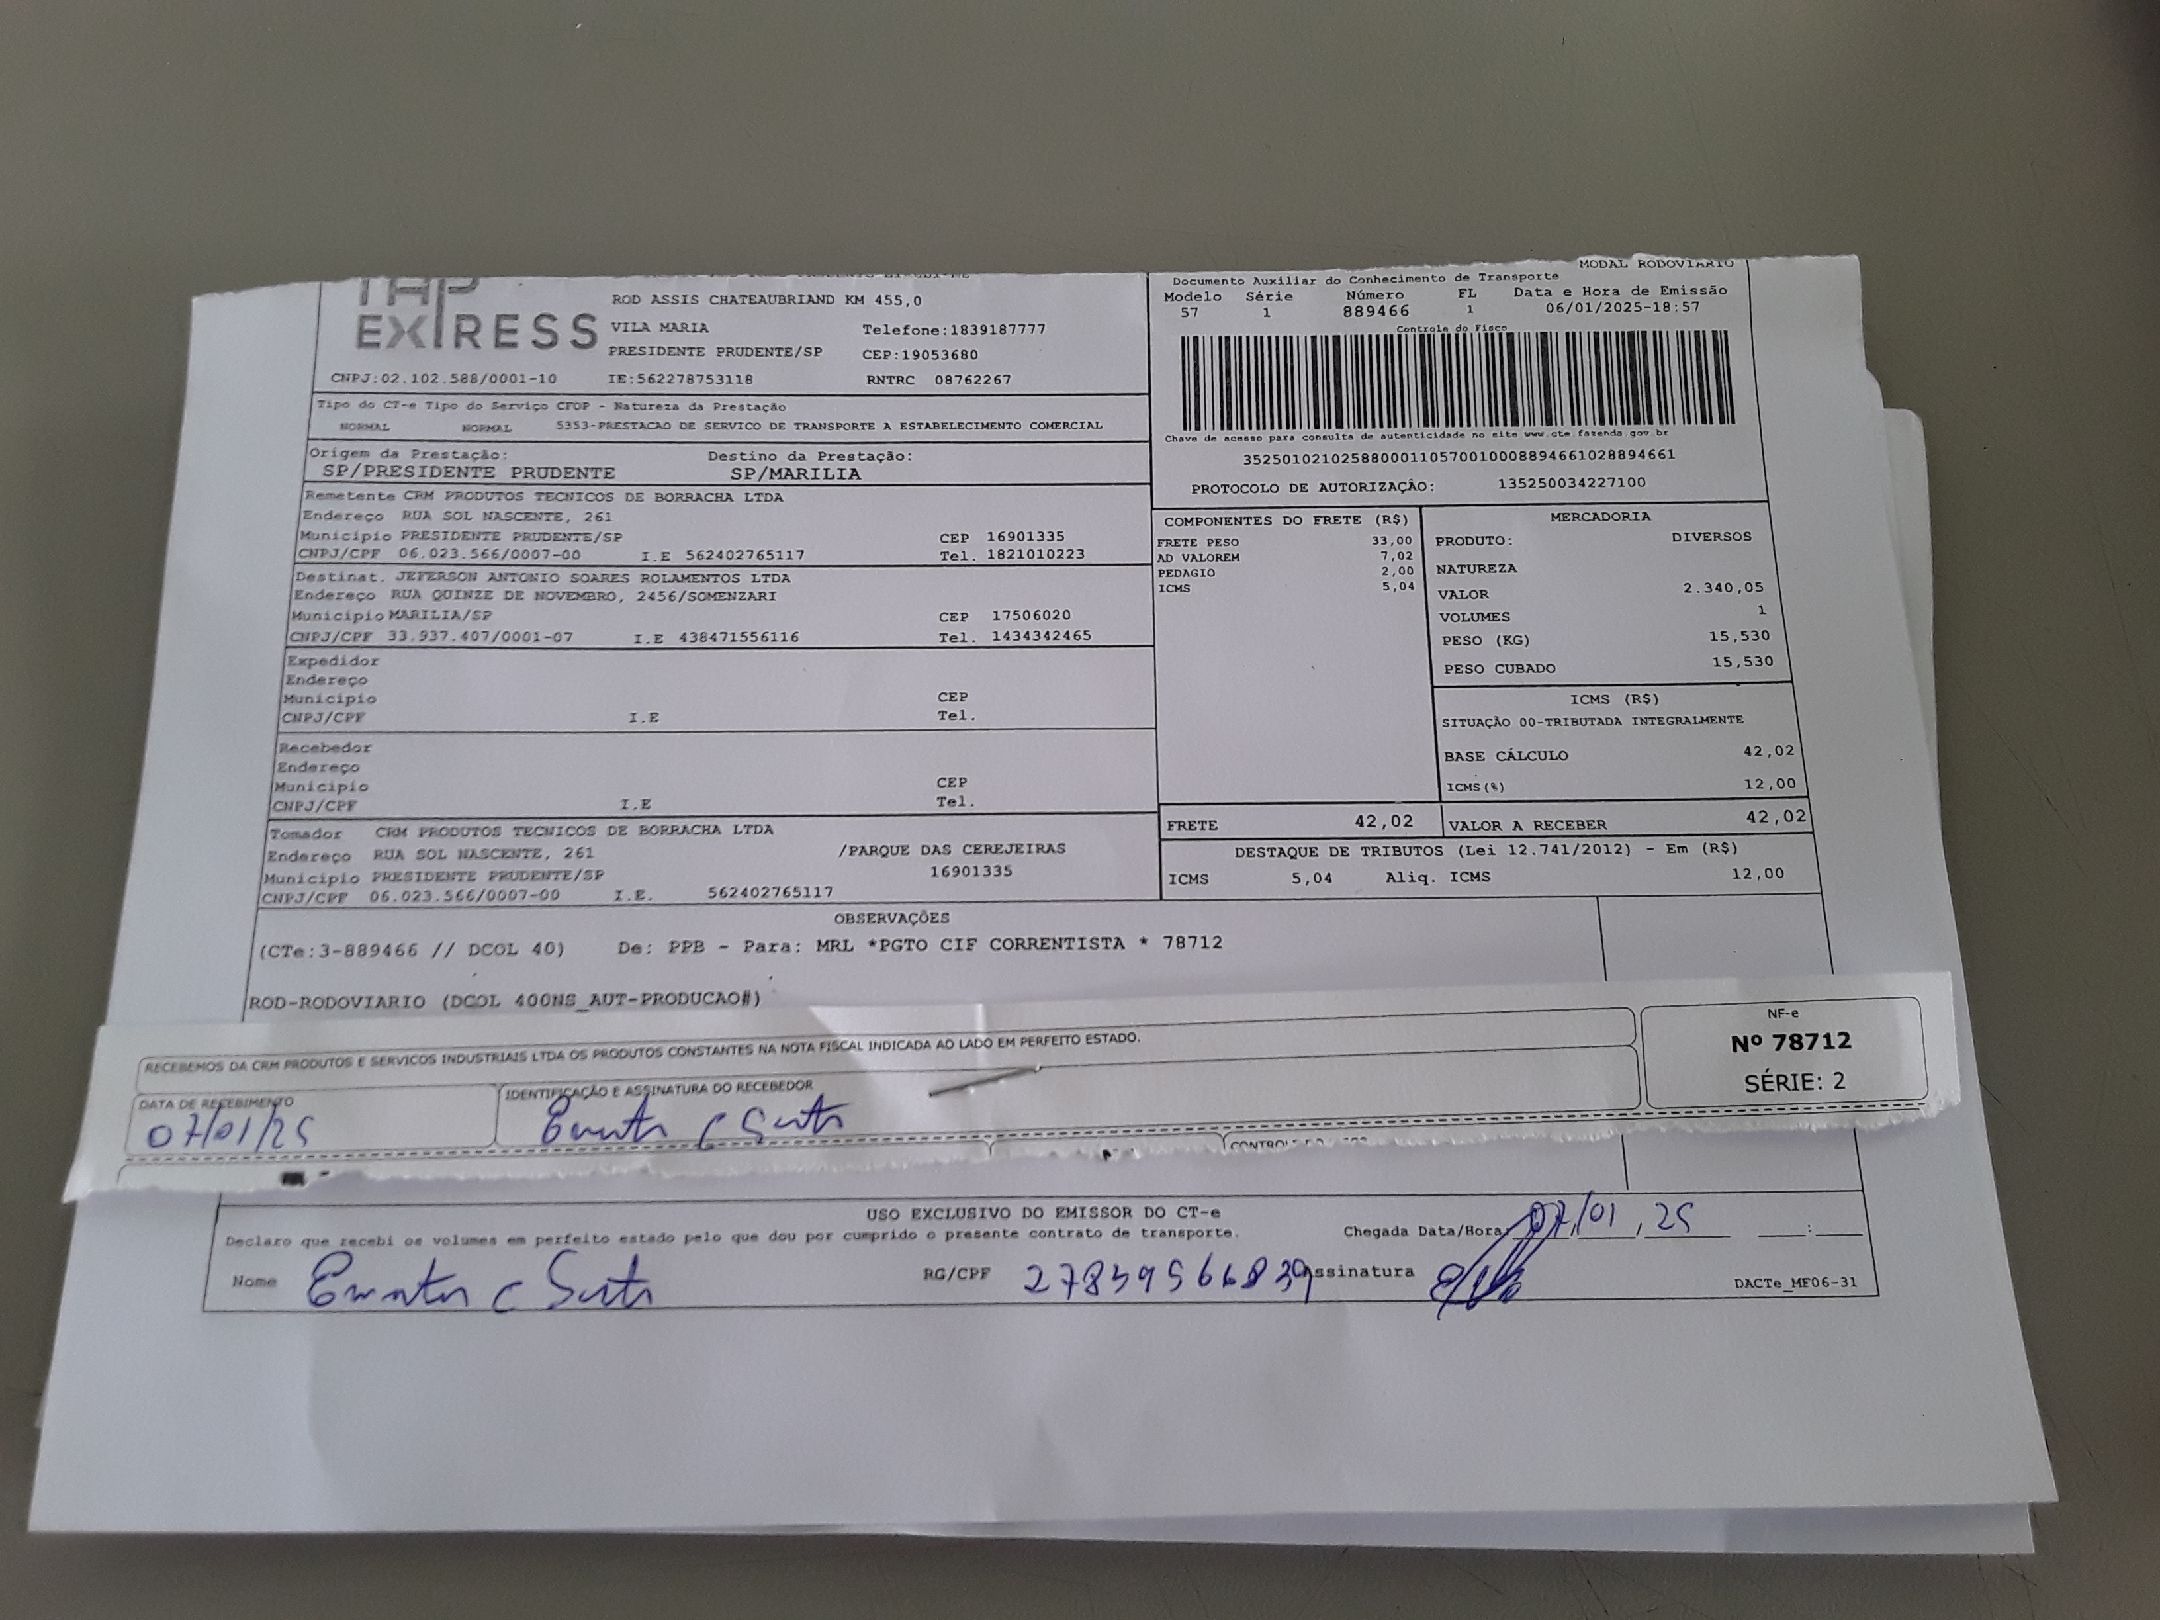 EXPRESS
ROD ASSIS CHATEAUBRIAND KM 455,0
VILA MARIA Telefone:1839187777
PRESIDENTE PRUDENTE/SP CEP:19053680
CNPJ:02.102.588/0001-10 IE:562278753118 RNTRC 08762267
Tipo do CT-e Tipo do Serviço CFOP - Natureza da Prestação
NORMAL NORMAL 5353-PRESTACAO DE SERVICO DE TRANSPORTE A ESTABELECIMENTO COMERCIAL
Origem da Prestação: Destino da Prestação:
SP/PRESIDENTE PRUDENTE SP/MARILIA
Remetente CRM PRODUTOS TECNICOS DE BORRACHA LTDA
Endereço RUA SOL NASCENTE, 261
Município PRESIDENTE PRUDENTE/SP CEP 16901335
CNPJ/CPF 06.023.566/0007-00 I.E 562402765117 Tel. 1821010223
Destinat. JEFERSON ANTONIO SOARES ROLAMENTOS LTDA
Endereço RUA QUINZE DE NOVEMBRO, 2456/SOMENZARI
Município MARILIA/SP CEP 17506020
CNPJ/CPF 33.937.407/0001-07 I.E 438471556116 Tel. 1434342465
Expedidor
Endereço
Município CEP
CNPJ/CPF I.E Tel.
Recebedor
Endereço
Município CEP
CNPJ/CPF I.E Tel.
Tomador CRM PRODUTOS TECNICOS DE BORRACHA LTDA
Endereço RUA SOL NASCENTE, 261 /PARQUE DAS CEREJEIRAS
Município PRESIDENTE PRUDENTE/SP 16901335
CNPJ/CPF 06.023.566/0007-00 I.E. 562402765117
MODAL RODOVIARIO
Documento Auxiliar do Conhecimento de Transporte
Modelo Série Número FL Data e Hora de Emissão
57 1 889466 1 06/01/2025-18:57
Controle do Fisco
Chave de acesso para consulta de autenticidade no site www.cte.fazenda.gov.br
35250102102588000110570010008894661028894661
PROTOCOLO DE AUTORIZAÇÃO: 135250034227100
COMPONENTES DO FRETE (R$)
FRETE PESO 33,00
AD VALOREM 7,02
PEDAGIO 2,00
ICMS 5,04
MERCADORIA
PRODUTO: DIVERSOS
NATUREZA
VALOR 2.340,05
VOLUMES 1
PESO (KG) 15,530
PESO CUBADO 15,530
ICMS (R$)
SITUAÇÃO 00-TRIBUTADA INTEGRALMENTE
BASE CÁLCULO 42,02
ICMS(%) 12,00
FRETE 42,02 VALOR A RECEBER 42,02
DESTAQUE DE TRIBUTOS (Lei 12.741/2012) - Em (R$)
ICMS 5,04 Aliq. ICMS 12,00
OBSERVAÇÕES
(CTe:3-889466 // DCOL 40) De: PPB - Para: MRL *PGTO CIF CORRENTISTA * 78712
ROD-RODOVIARIO (DCOL 400NS_AUT-PRODUCAO#)
RECEBEMOS DA CRM PRODUTOS E SERVICOS INDUSTRIAIS LTDA OS PRODUTOS CONSTANTES NA NOTA FISCAL INDICADA AO LADO EM PERFEITO ESTADO.
DATA DE RECEBIMENTO
07/01/25
IDENTIFICAÇÃO E ASSINATURA DO RECEBEDOR
NF-e
Nº 78712
SÉRIE: 2
USO EXCLUSIVO DO EMISSOR DO CT-e
Declaro que recebi os volumes em perfeito estado pelo que dou por cumprido o presente contrato de transporte. Chegada Data/Hora: 07/01/25 :
Nome RG/CPF 27839566839 Assinatura
DACTe_MF06-31